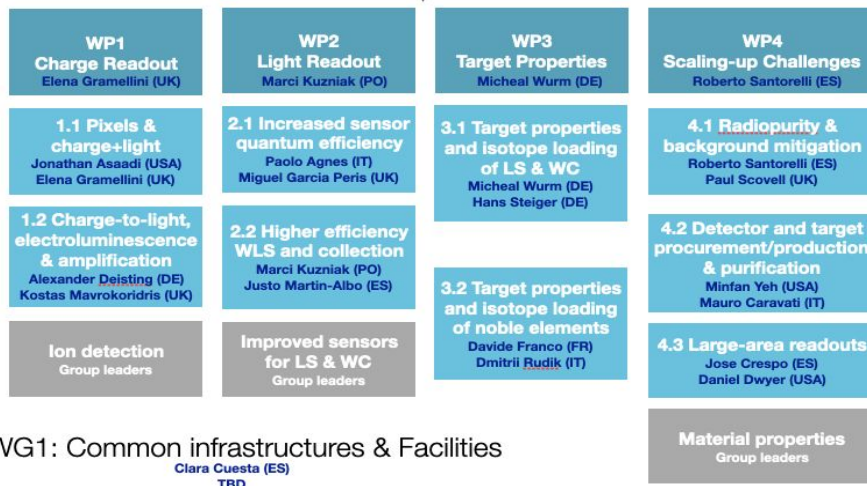 WP1
Charge Readout
Elena Gramellini (UK)
1.1 Pixels &
charge+light
Jonathan Asaadi (USA)
Elena Gramellini (UK)
1.2 Charge-to-light,
electroluminescence
& amplification
Alexander Deisting (DE)
Kostas Mavrokoridris (UK)
Ion detection
Group leaders
WP2
Light Readout
Marci Kuzniak (PO)
2.1 Increased sensor
quantum efficiency
Paolo Agnes (IT)
Miguel Garcia Peris (UK)
2.2 Higher efficiency
WLS and collection
Marci Kuzniak (PO)
Justo Martin-Albo (ES)
Improved sensors
for LS & WC
Group leaders
WP3
Target Properties
Micheal Wurm (DE)
3.1 Target properties
and isotope loading
of LS & WC
Micheal Wurm (DE)
Hans Steiger (DE)
3.2 Target properties
and isotope loading
of noble elements
Davide Franco (FR)
Dmitrii Rudik (IT)
WP4
Scaling-up Challenges
Roberto Santorelli (ES)
4.1 Radiopurity &
background mitigation
Roberto Santorelli (ES)
Paul Scovell (UK)
4.2 Detector and target
procurement/production
& purification
Minfan Yeh (USA)
Mauro Caravati (IT)
4.3 Large-area readouts
Jose Crespo (ES)
Daniel Dwyer (USA)
Material properties
Group leaders
WG1: Common infrastructures & Facilities
Clara Cuesta (ES)
TBD